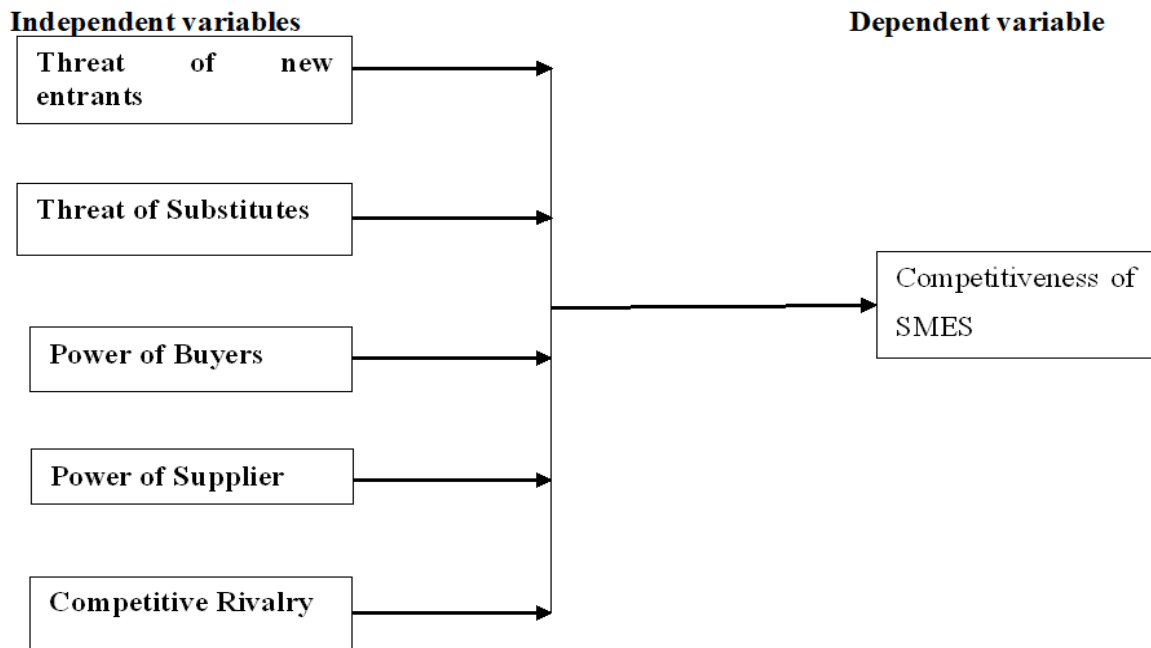 Independent variables
Dependent variable
Threat of new
entrants
Threat of Substitutes
Power of Buyers
Power of Supplier
Competitive Rivalry
Competitiveness of
SMES